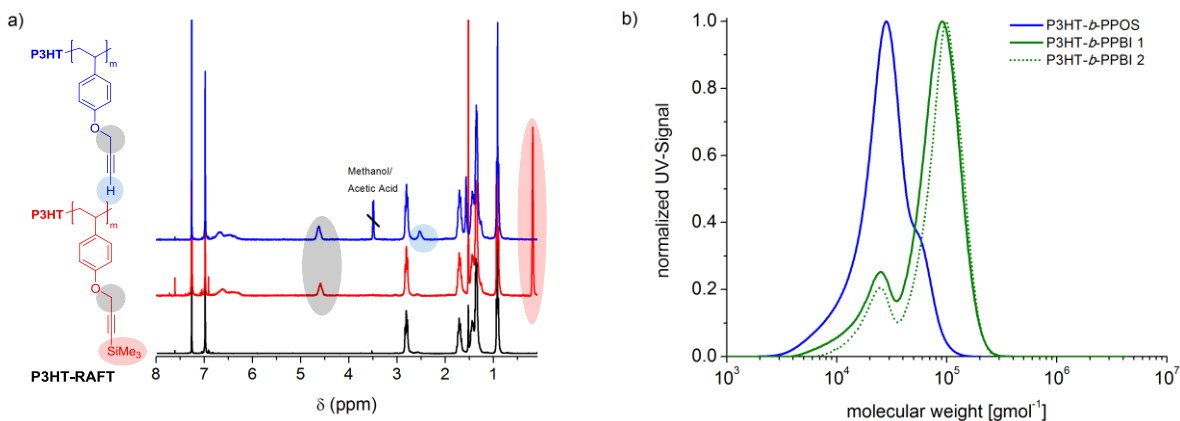 a)
P3HT
m
O
H
P3HT
m
O
SiMe₃
P3HT-RAFT
Methanol/
Acetic Acid
8 7 6 5 4 3 2 1
δ (ppm)
b)
P3HT-b-PPOS
P3HT-b-PPBI 1
P3HT-b-PPBI 2
normalized UV-Signal
1.0
0.8
0.6
0.4
0.2
0.0
10³ 10⁴ 10⁵ 10⁶ 10⁷
molecular weight [gmol⁻¹]